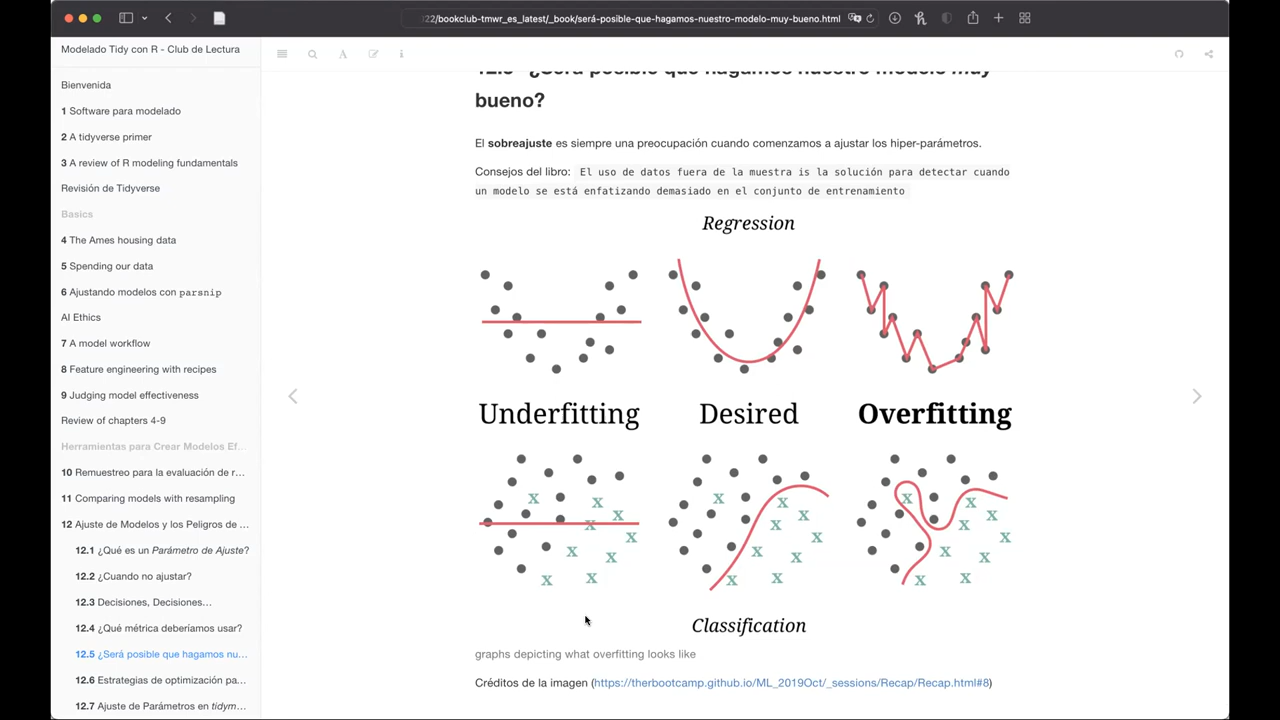 22/bookclub-tmwr_es_latest/_book/será-posible-que-hagamos-nuestro-modelo-muy-bueno.html
Modelado Tidy con R - Club de Lectura
Bienvenida
1 Software para modelado
2 A tidyverse primer
3 A review of R modeling fundamentals
Revisión de Tidyverse
Basics
4 The Ames housing data
5 Spending our data
6 Ajustando modelos con parsnip
AI Ethics
7 A model workflow
8 Feature engineering with recipes
9 Judging model effectiveness
Review of chapters 4-9
Herramientas para Crear Modelos Ef...
10 Remuestreo para la evaluación de r...
11 Comparing models with resampling
12 Ajuste de Modelos y los Peligros de ...
12.1 ¿Qué es un Parámetro de Ajuste?
12.2 ¿Cuando no ajustar?
12.3 Decisiones, Decisiones...
12.4 ¿Qué métrica deberíamos usar?
12.5 ¿Será posible que hagamos nu...
12.6 Estrategias de optimización pa...
12.7 Ajuste de Parámetros en tidym...
12.5 ¿Será posible que hagamos nuestro modelo muy
bueno?
El sobreajuste es siempre una preocupación cuando comenzamos a ajustar los hiper-parámetros.
Consejos del libro: El uso de datos fuera de la muestra is la solución para detectar cuando
un modelo se está enfatizando demasiado en el conjunto de entrenamiento
Regression
Underfitting
Desired
Overfitting
Classification
graphs depicting what overfitting looks like
Créditos de la imagen (https://therbootcamp.github.io/ML_2019Oct/_sessions/Recap/Recap.html#8)